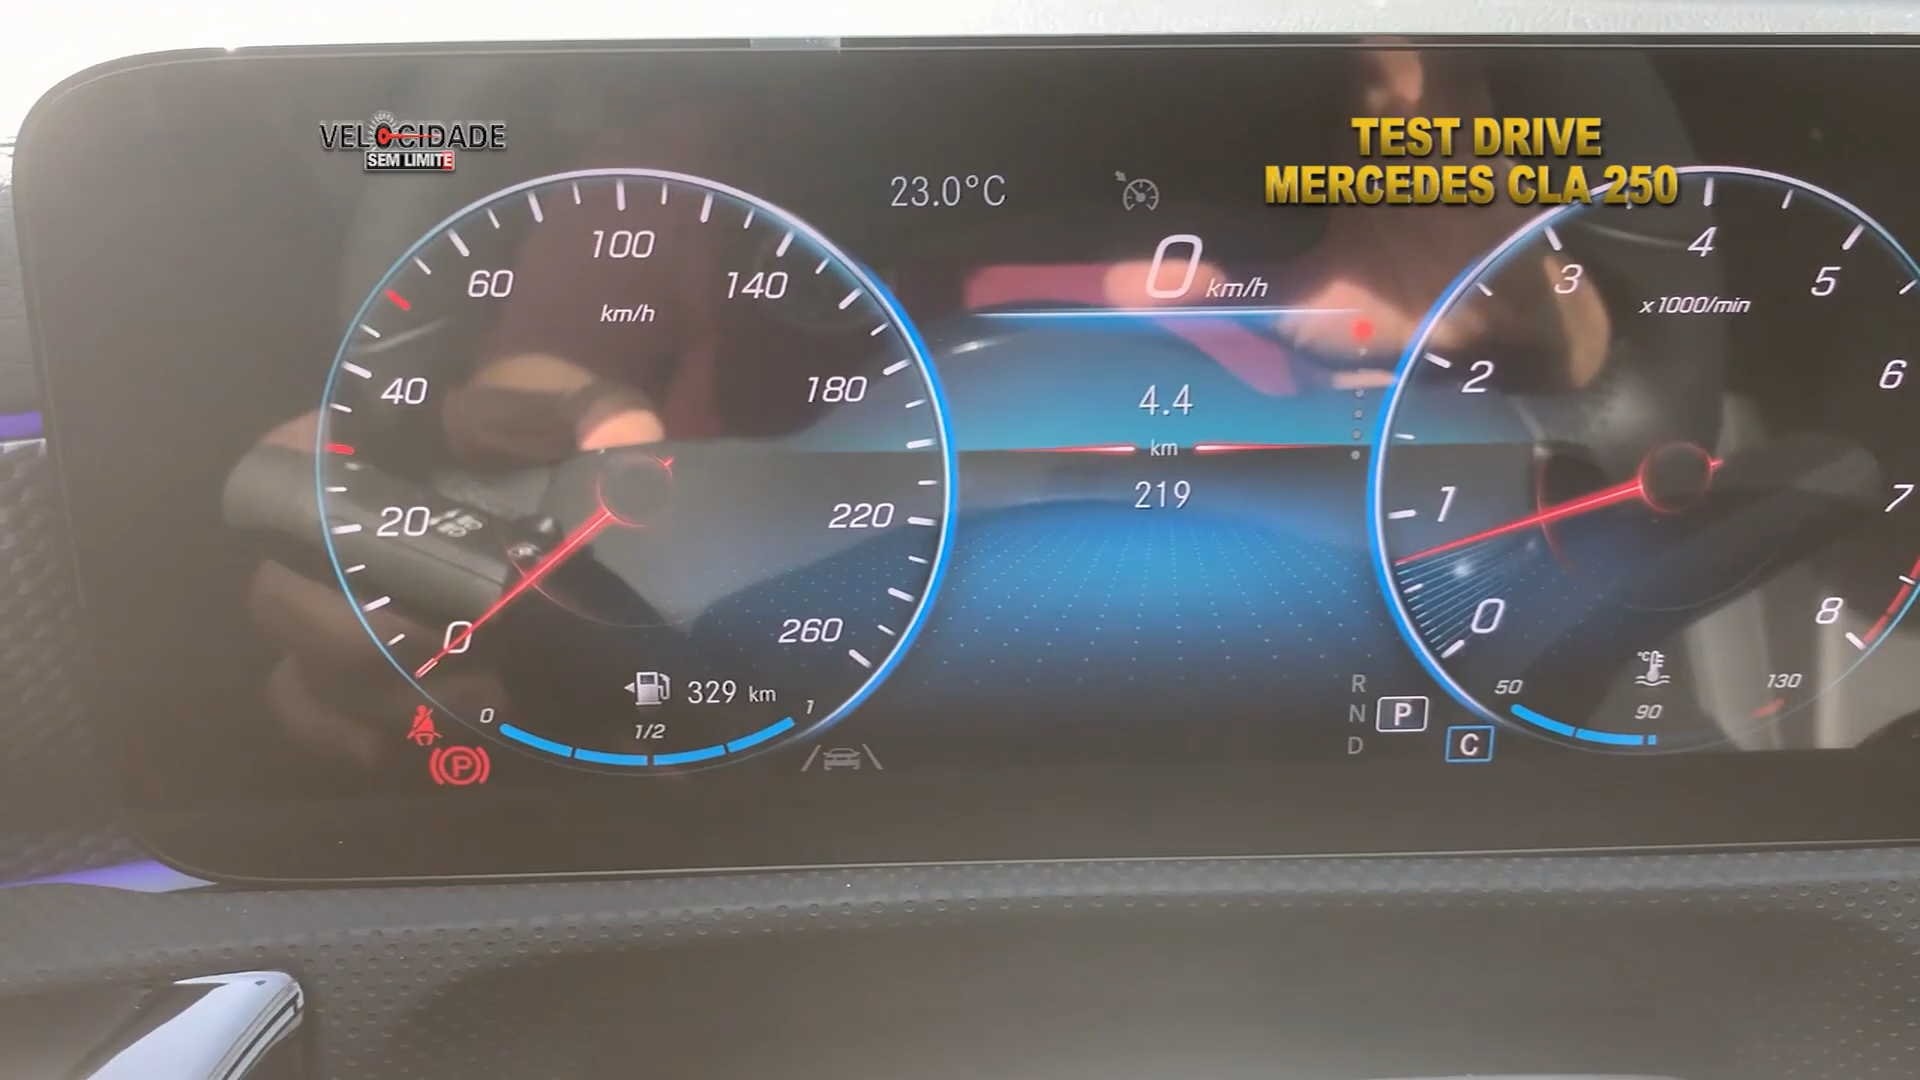 VELOCIDADE
SEM LIMITE
TEST DRIVE
MERCEDES CLA 250
23.0°C
0 km/h
100
60
140
km/h
40
180
20
220
0
260
4.4
km
219
3
4
5
x1000/min
2
6
1
7
0
8
329 km
0
1/2
1
P
R
N
D
P
C
°C
50
90
130